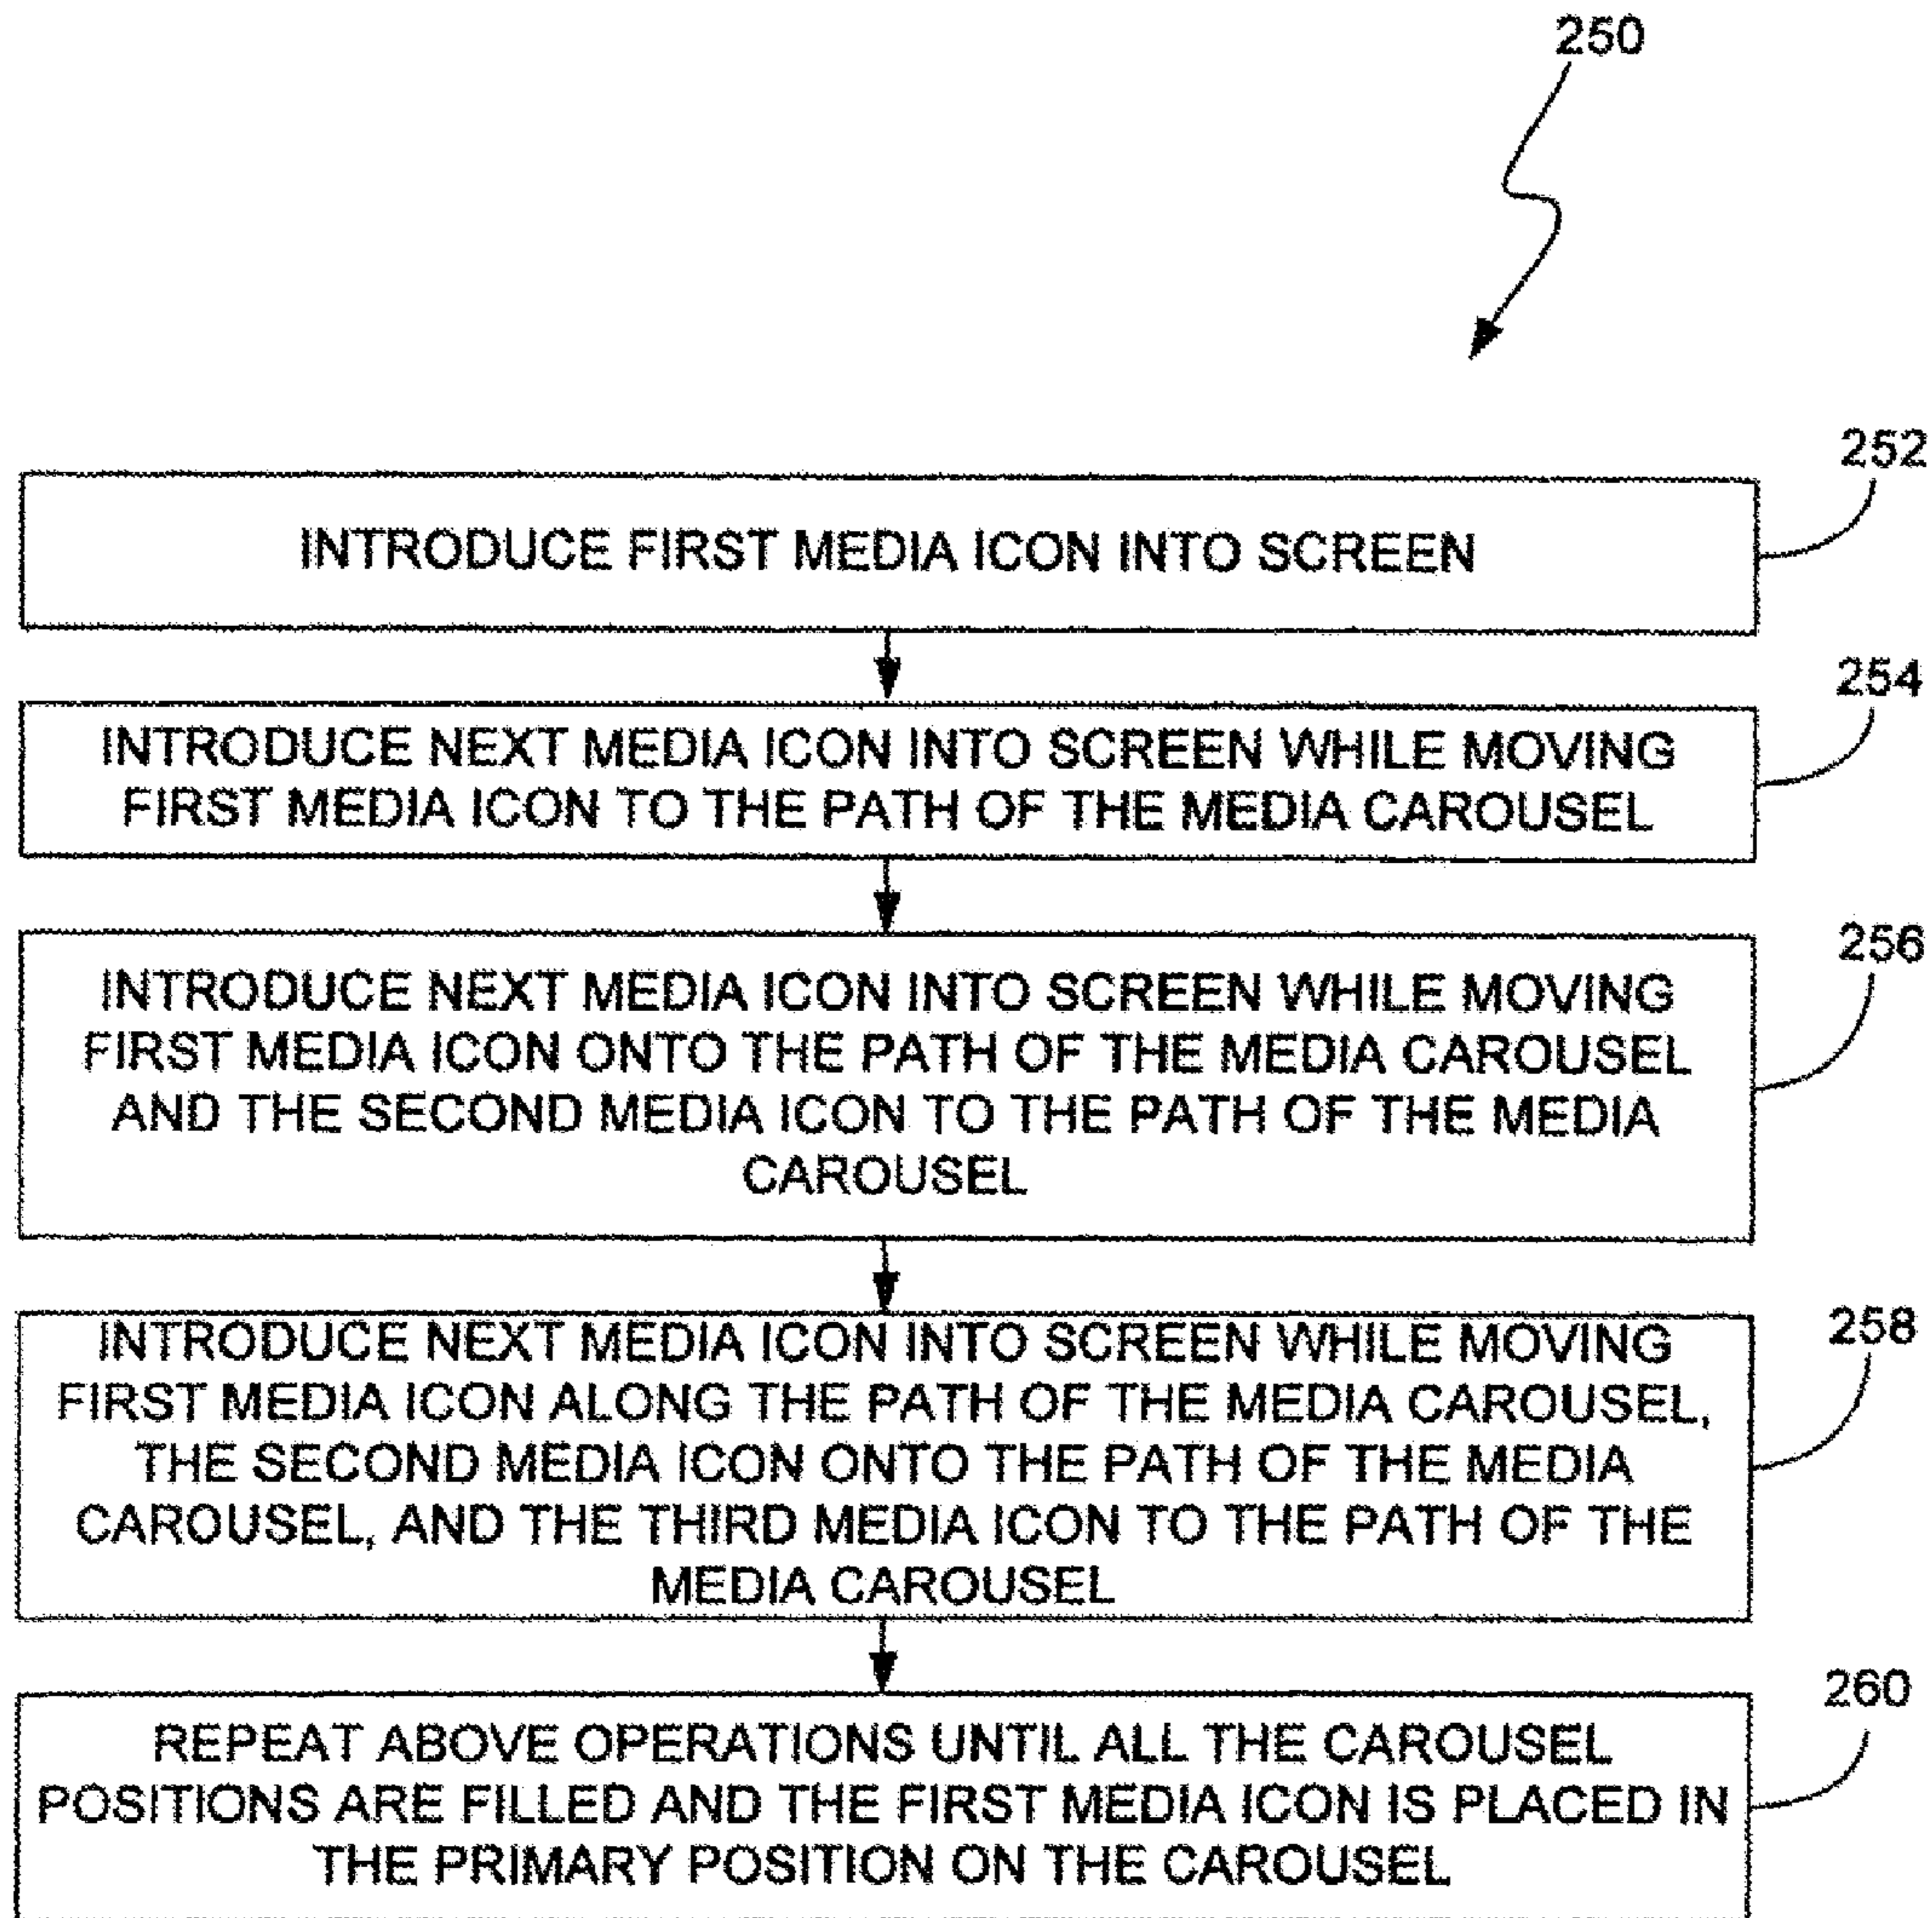 250
252
INTRODUCE FIRST MEDIA ICON INTO SCREEN
254
INTRODUCE NEXT MEDIA ICON INTO SCREEN WHILE MOVING
FIRST MEDIA ICON TO THE PATH OF THE MEDIA CAROUSEL
256
INTRODUCE NEXT MEDIA ICON INTO SCREEN WHILE MOVING
FIRST MEDIA ICON ONTO THE PATH OF THE MEDIA CAROUSEL
AND THE SECOND MEDIA ICON TO THE PATH OF THE MEDIA
CAROUSEL
258
INTRODUCE NEXT MEDIA ICON INTO SCREEN WHILE MOVING
FIRST MEDIA ICON ALONG THE PATH OF THE MEDIA CAROUSEL,
THE SECOND MEDIA ICON ONTO THE PATH OF THE MEDIA
CAROUSEL, AND THE THIRD MEDIA ICON TO THE PATH OF THE
MEDIA CAROUSEL
260
REPEAT ABOVE OPERATIONS UNTIL ALL THE CAROUSEL
POSITIONS ARE FILLED AND THE FIRST MEDIA ICON IS PLACED IN
THE PRIMARY POSITION ON THE CAROUSEL